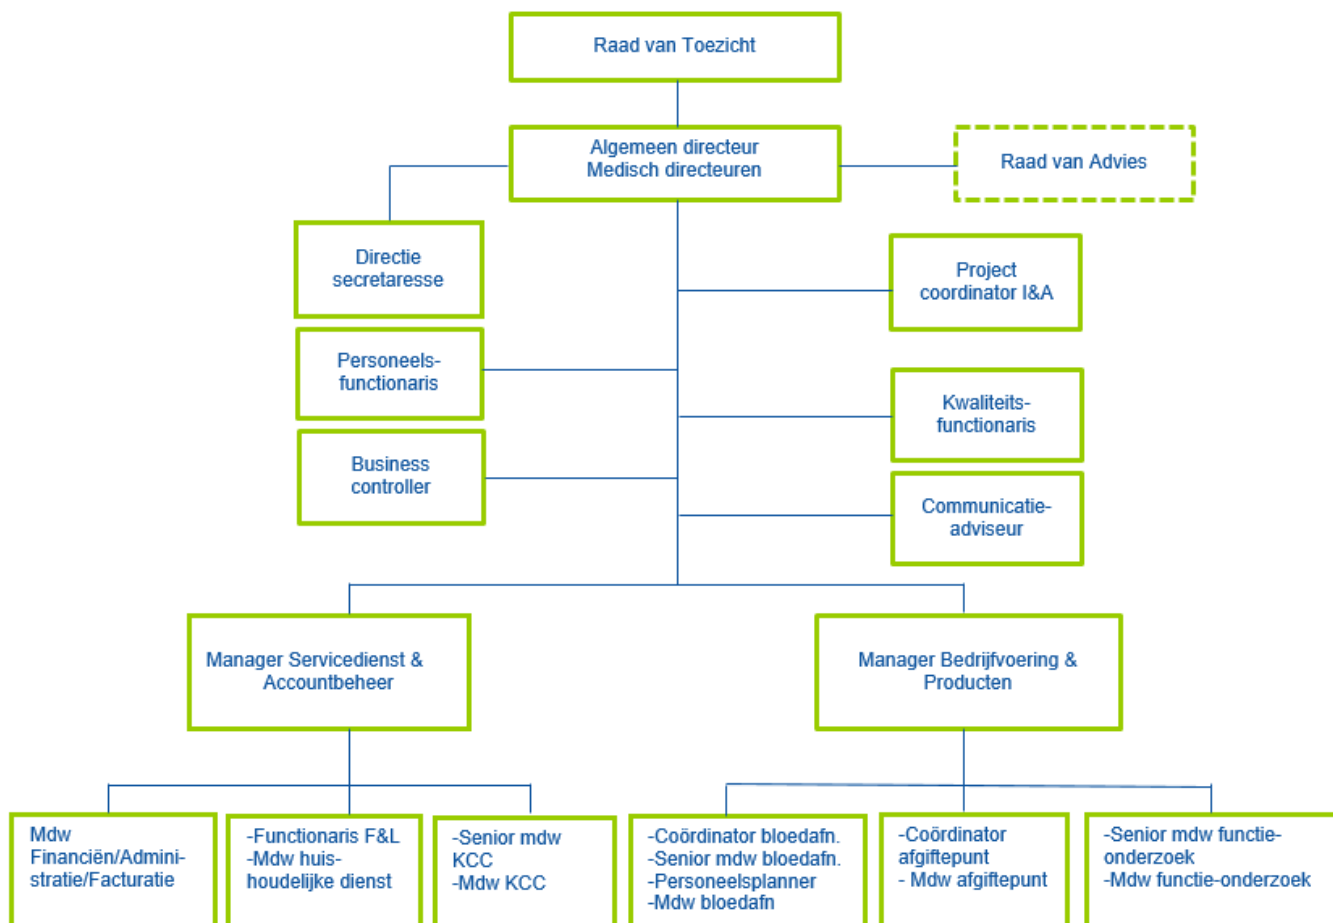 Raad van Toezicht
Algemeen directeur
Medisch directeuren
Raad van Advies
Directie
secretaresse
Project
coordinator I&A
Personeels-
functionaris
Kwaliteits-
functionaris
Business
controller
Communicatie-
adviseur
Manager Servicedienst &
Accountbeheer
Manager Bedrijfvoering &
Producten
Mdw
Financiën/Admini-
stratie/Facturatie
-Functionaris F&L
-Mdw huis-
houdelijke dienst
-Senior mdw
KCC
-Mdw KCC
-Coördinator bloedafn.
-Senior mdw bloedafn.
-Personeelsplanner
-Mdw bloedafn
-Coördinator
afgiftepunt
- Mdw afgiftepunt
-Senior mdw functie-
onderzoek
-Mdw functie-onderzoek